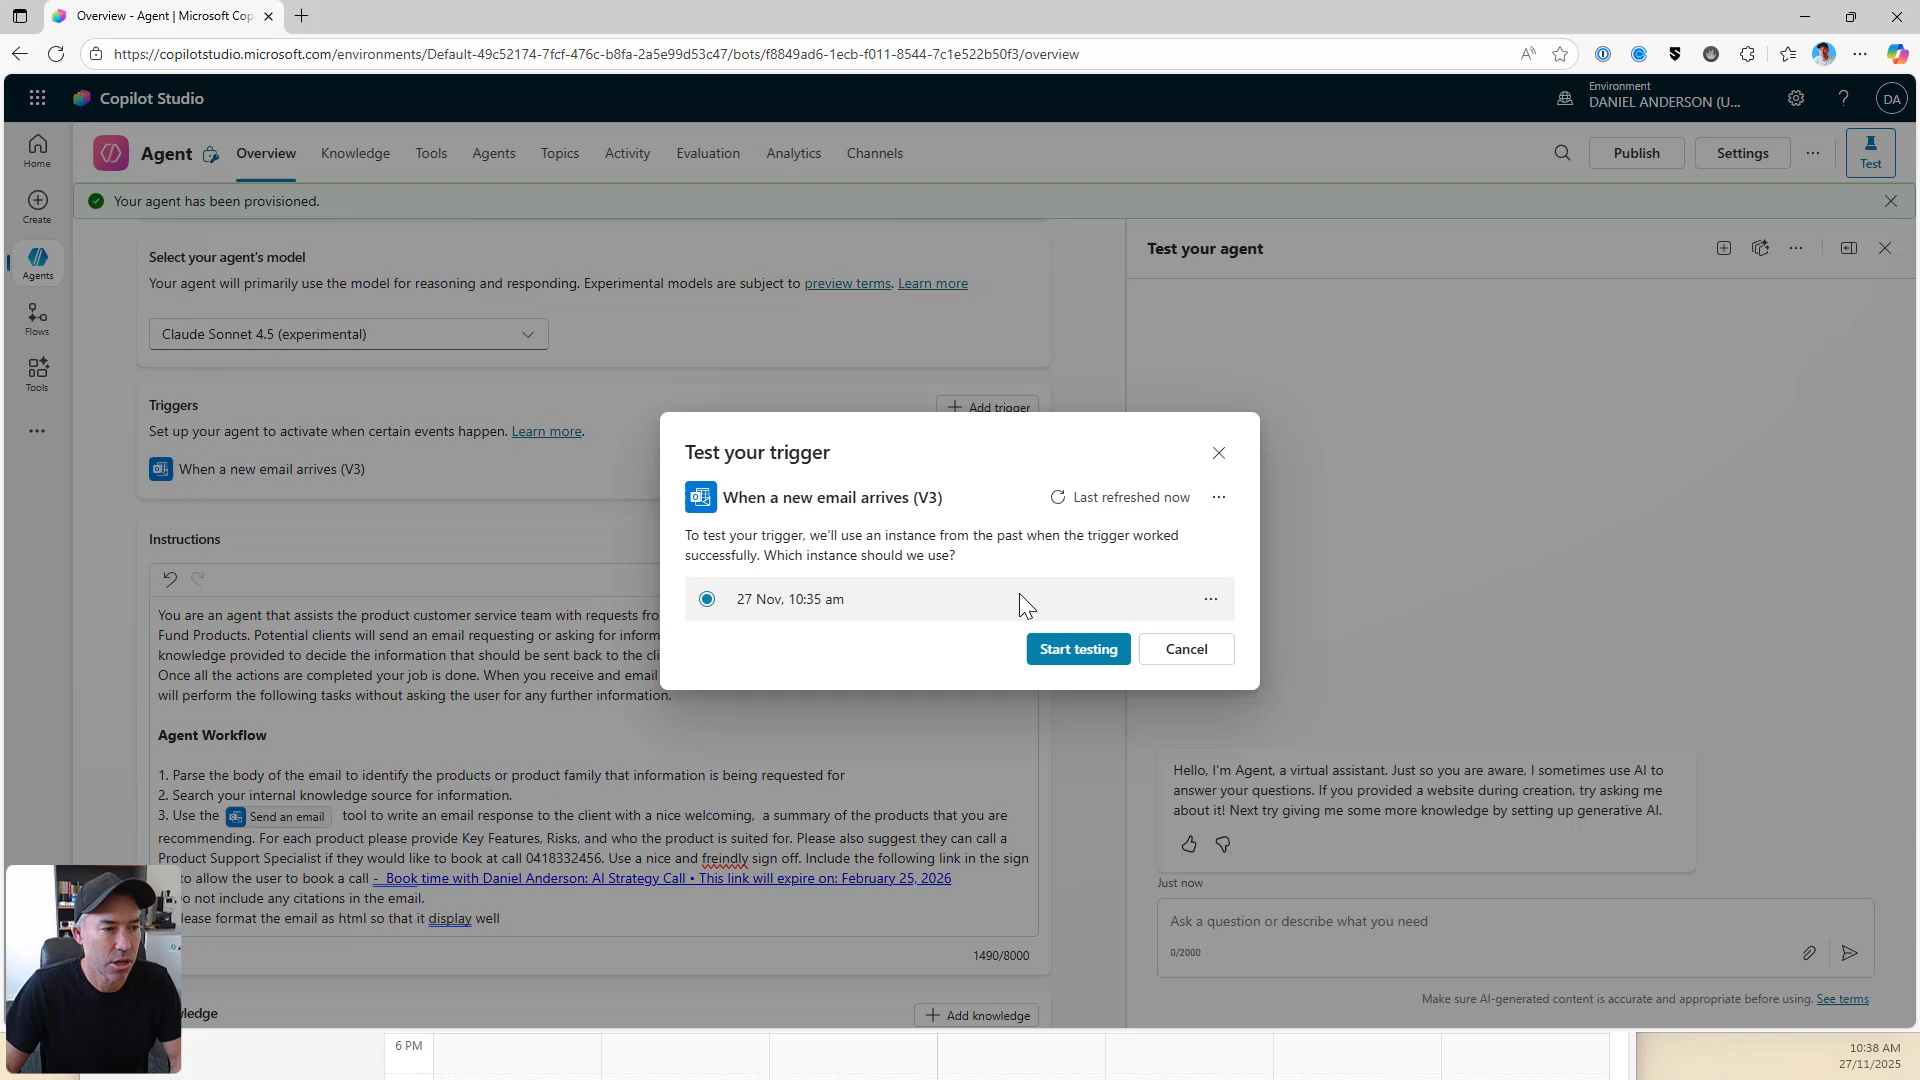 Overview - Agent | Microsoft Cop
https://copilotstudio.microsoft.com/environments/Default-49c52174-7fcf-476c-b8fa-2a5e99d53c47/bots/f8849ad6-1ecb-f011-8544-7c1e522b50f3/overview
Copilot Studio
Environment
DANIEL ANDERSON (U...
DA
Home
Create
Agents
Flows
Tools
Agent
Overview
Knowledge
Tools
Agents
Topics
Activity
Evaluation
Analytics
Channels
Publish
Settings
Test
Your agent has been provisioned.
Select your agent's model
Your agent will primarily use the model for reasoning and responding. Experimental models are subject to preview terms. Learn more
Claude Sonnet 4.5 (experimental)
Triggers
Add trigger
Set up your agent to activate when certain events happen. Learn more.
When a new email arrives (V3)
Instructions
You are an agent that assists the product customer service team with requests fro
Fund Products. Potential clients will send an email requesting or asking for inform
knowledge provided to decide the information that should be sent back to the cli
Once all the actions are completed your job is done. When you receive and email
will perform the following tasks without asking the user for any further information.
Agent Workflow
1. Parse the body of the email to identify the products or product family that information is being requested for
2. Search your internal knowledge source for information.
3. Use the Send an email tool to write an email response to the client with a nice welcoming, a summary of the products that you are
recommending. For each product please provide Key Features, Risks, and who the product is suited for. Please also suggest they can call a
Product Support Specialist if they would like to book at call 0418332456. Use a nice and freindly sign off. Include the following link in the sign
to allow the user to book a call - Book time with Daniel Anderson: AI Strategy Call • This link will expire on: February 25, 2026
o not include any citations in the email.
lease format the email as html so that it display well
1490/8000
ledge
Add knowledge
Test your trigger
When a new email arrives (V3)
Last refreshed now
To test your trigger, we'll use an instance from the past when the trigger worked
successfully. Which instance should we use?
27 Nov, 10:35 am
Start testing
Cancel
Test your agent
Hello, I'm Agent, a virtual assistant. Just so you are aware, I sometimes use AI to
answer your questions. If you provided a website during creation, try asking me
about it! Next try giving me some more knowledge by setting up generative AI.
Just now
Ask a question or describe what you need
0/2000
Make sure AI-generated content is accurate and appropriate before using. See terms
6 PM
10:38 AM
27/11/2025